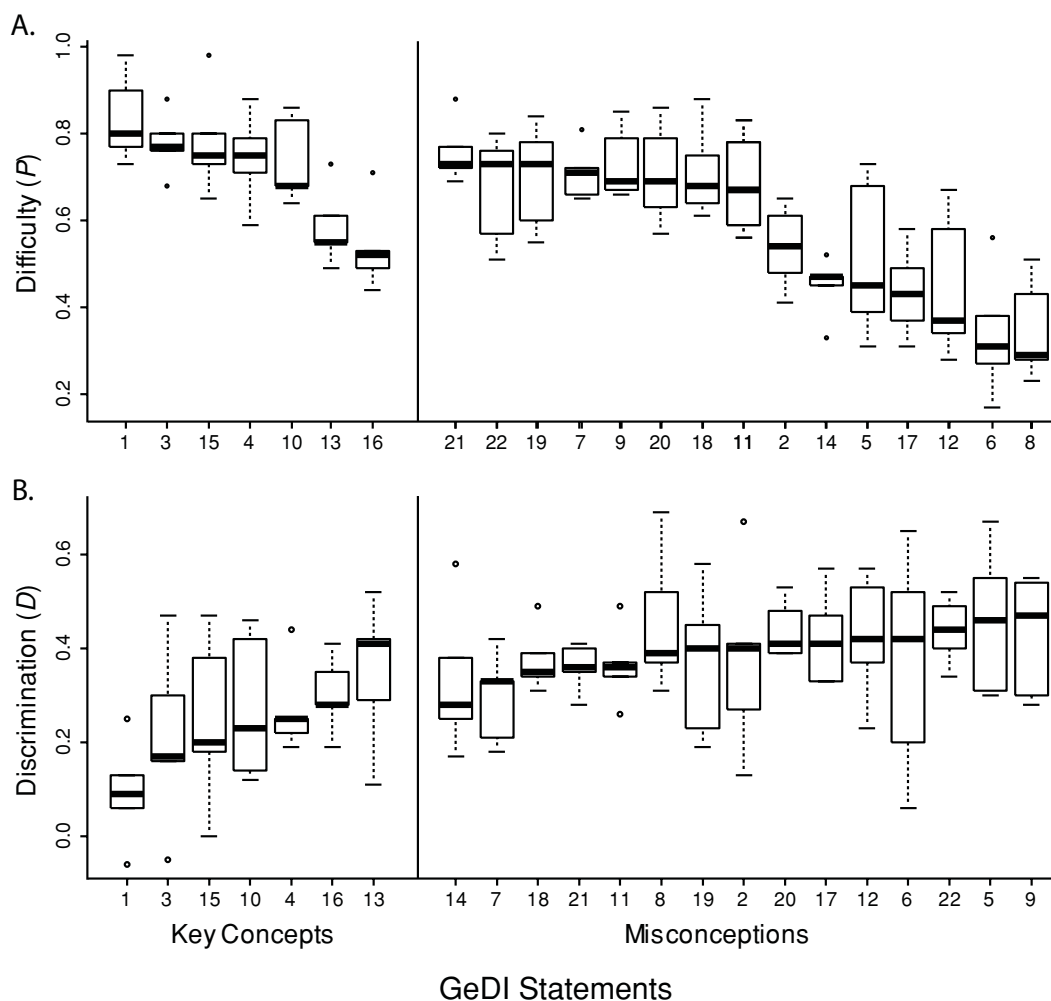 A.
Difficulty (P)
1.0
0.8
0.6
0.4
0.2
1 3 15 4 10 13 16 21 22 19 7 9 20 18 11 2 14 5 17 12 6 8
B.
Discrimination (D)
0.6
0.4
0.2
0.0
1 3 15 10 4 16 13 14 7 18 21 11 8 19 2 20 17 12 6 22 5 9
Key Concepts Misconceptions
GeDI Statements